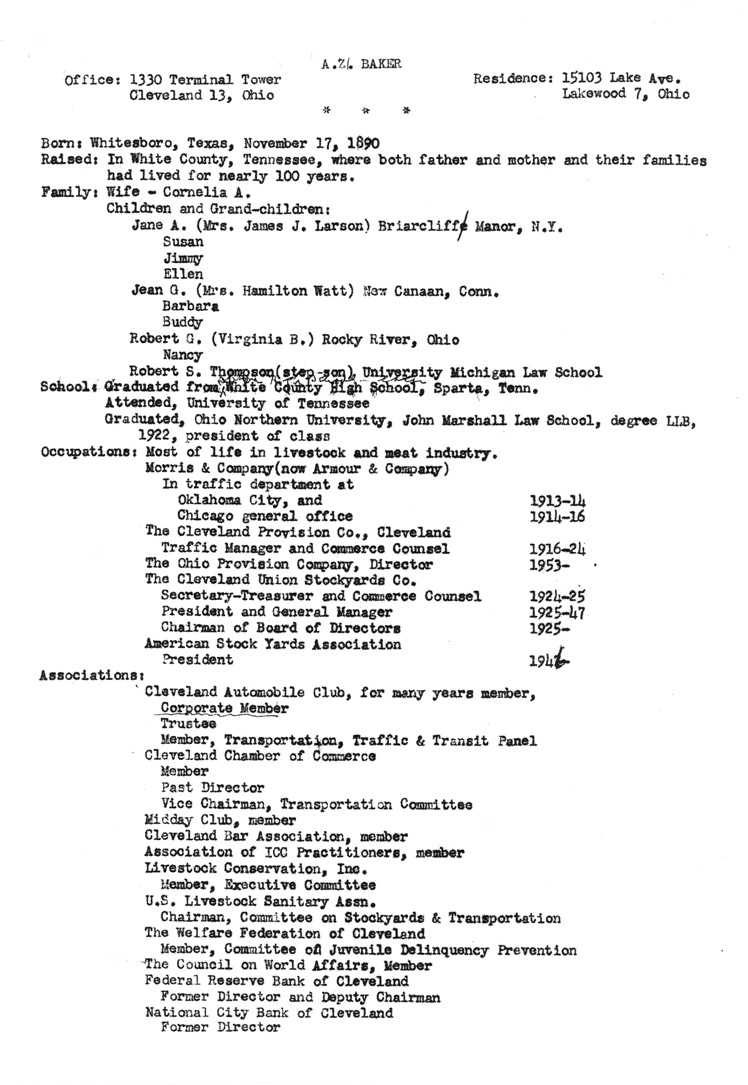 A.Z. BAKER
Office: 1330 Terminal Tower
Cleveland 13, Ohio
Residence: 15103 Lake Ave.
Lakewood 7, Ohio
* * *
Born: Whitesboro, Texas, November 17, 1890
Raised: In White County, Tennessee, where both father and mother and their families
had lived for nearly 100 years.
Family: Wife - Cornelia A.
Children and Grand-children:
Jane A. (Mrs. James J. Larson) Briarcliff Manor, N.Y.
Susan
Jimmy
Ellen
Jean G. (Mrs. Hamilton Watt) New Canaan, Conn.
Barbara
Buddy
Robert G. (Virginia B.) Rocky River, Ohio
Nancy
Robert S. Thompson(step-son), University Michigan Law School
School: Graduated from White County High School, Sparta, Tenn.
Attended, University of Tennessee
Graduated, Ohio Northern University, John Marshall Law School, degree LLB,
1922, president of class
Occupations: Most of life in livestock and meat industry.
Morris & Company(now Armour & Company)
In traffic department at
Oklahoma City, and 1913-14
Chicago general office 1914-16
The Cleveland Provision Co., Cleveland
Traffic Manager and Commerce Counsel 1916-24
The Ohio Provision Company, Director 1953-
The Cleveland Union Stockyards Co.
Secretary-Treasurer and Commerce Counsel 1924-25
President and General Manager 1925-47
Chairman of Board of Directors 1925-
American Stock Yards Association
President
Associations:
Cleveland Automobile Club, for many years member,
Corporate Member
Trustee
Member, Transportation, Traffic & Transit Panel
Cleveland Chamber of Commerce
Member
Past Director
Vice Chairman, Transportation Committee
Midday Club, member
Cleveland Bar Association, member
Association of ICC Practitioners, member
Livestock Conservation, Inc.
Member, Executive Committee
U.S. Livestock Sanitary Assn.
Chairman, Committee on Stockyards & Transportation
The Welfare Federation of Cleveland
Member, Committee on Juvenile Delinquency Prevention
The Council on World Affairs, Member
Federal Reserve Bank of Cleveland
Former Director and Deputy Chairman
National City Bank of Cleveland
Former Director